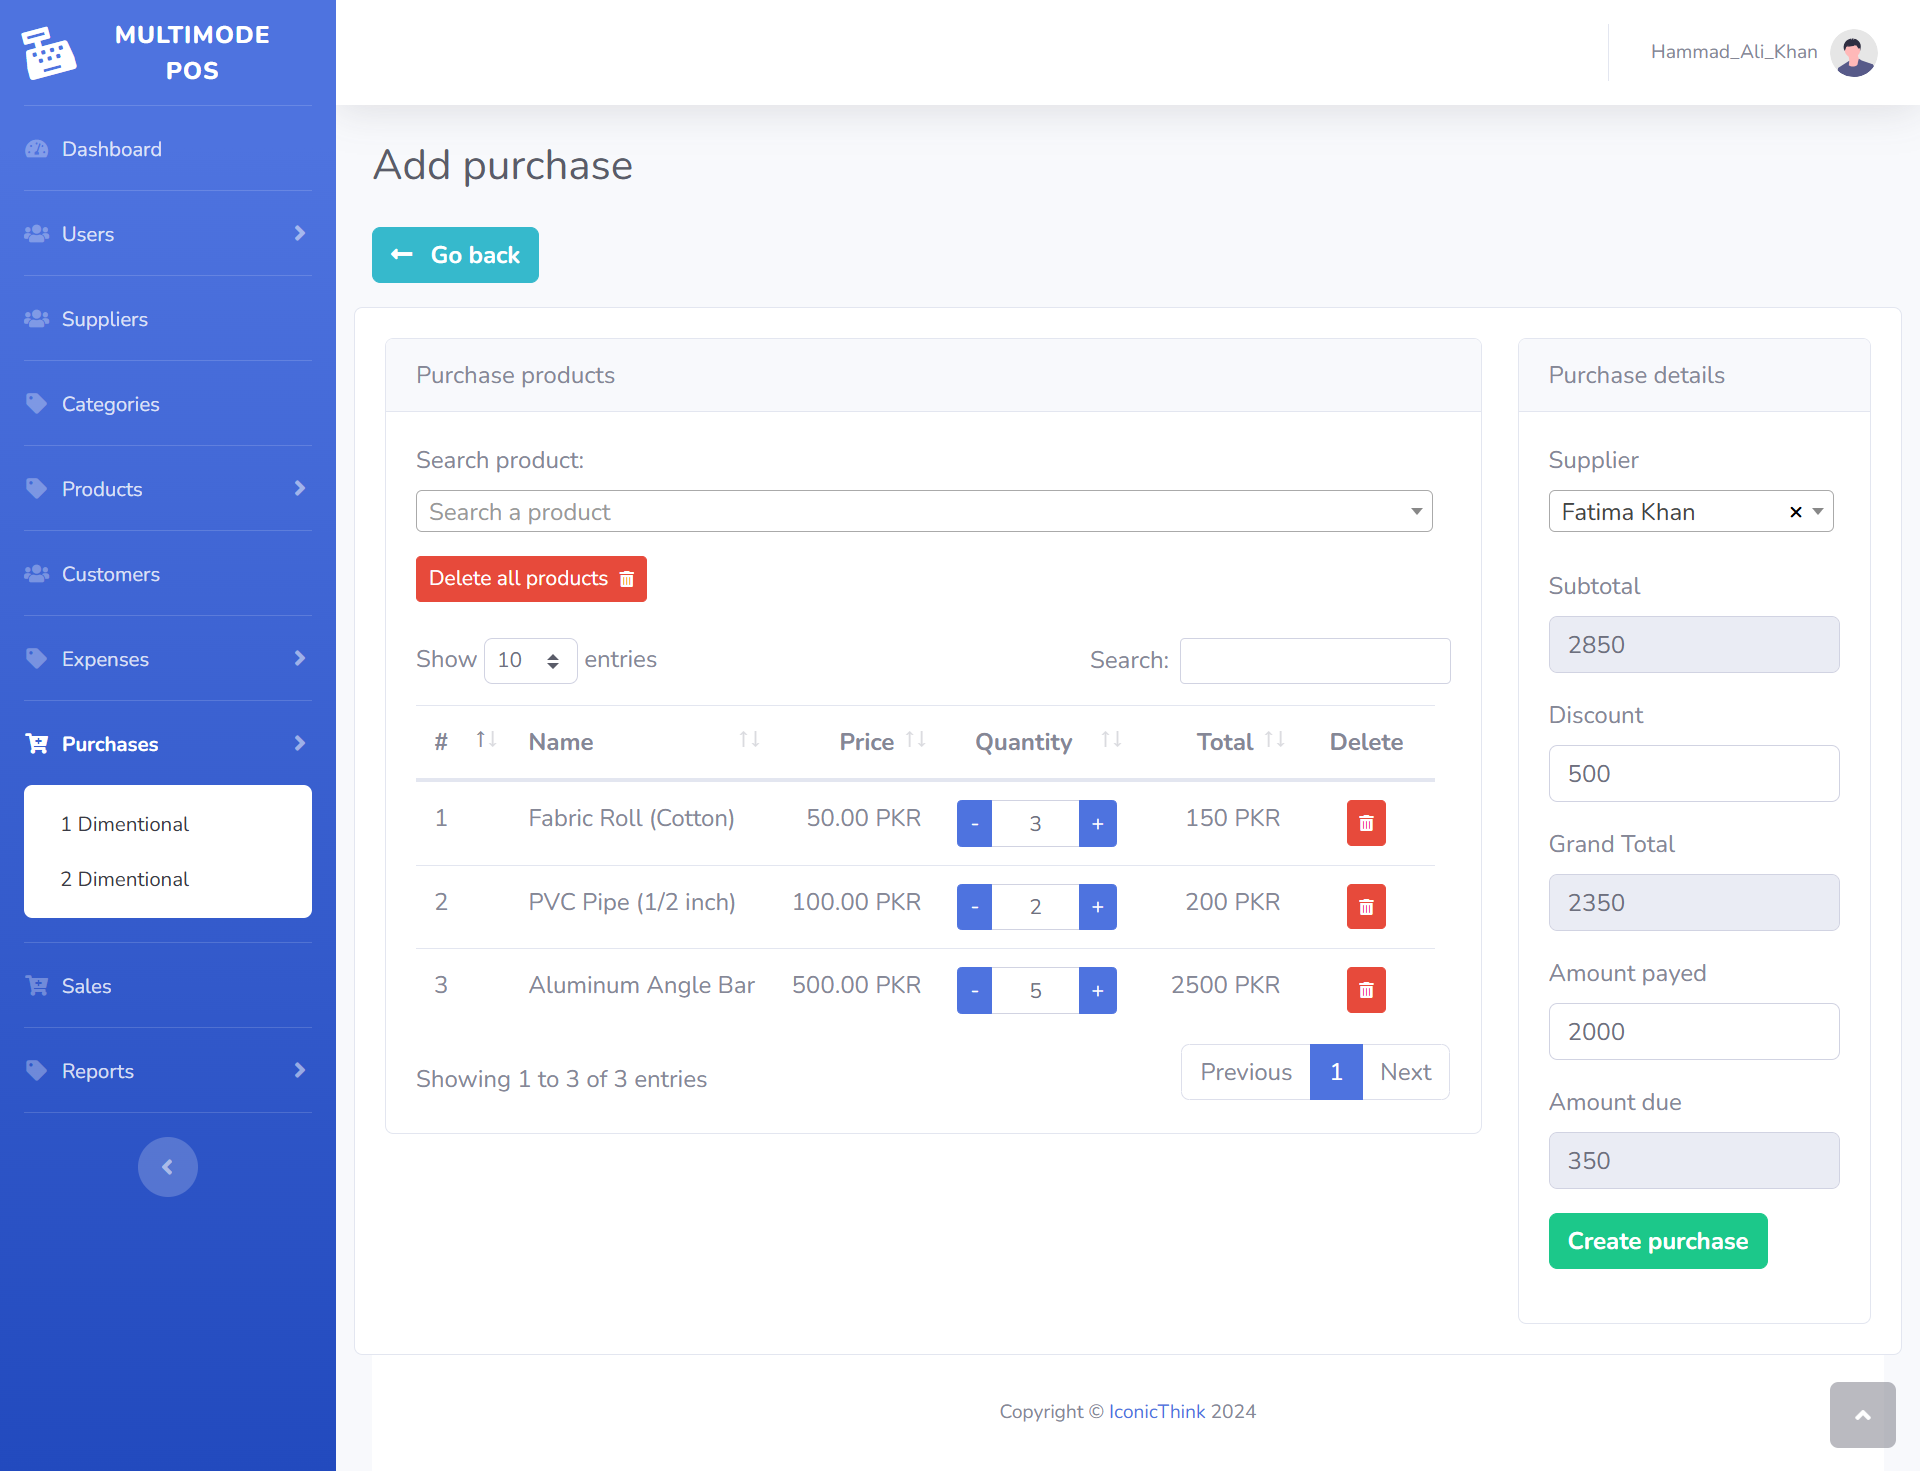 MULTIMODE
POS
Hammad_Ali_Khan
Dashboard
Users
Suppliers
Categories
Products
Customers
Expenses
Purchases
1 Dimentional
2 Dimentional
Sales
Reports
Add purchase
Go back
Purchase products
Search product:
Search a product
Delete all products
Show 10 entries
Search:
# Name Price Quantity Total Delete
1 Fabric Roll (Cotton) 50.00 PKR - 3 + 150 PKR
2 PVC Pipe (1/2 inch) 100.00 PKR - 2 + 200 PKR
3 Aluminum Angle Bar 500.00 PKR - 5 + 2500 PKR
Showing 1 to 3 of 3 entries
Previous 1 Next
Purchase details
Supplier
Fatima Khan ×
Subtotal
2850
Discount
500
Grand Total
2350
Amount payed
2000
Amount due
350
Create purchase
Copyright © IconicThink 2024